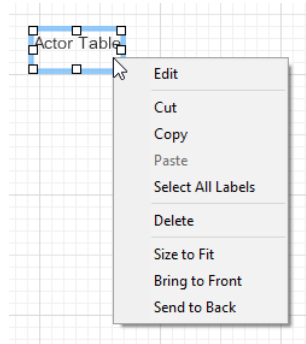 Actor Table
Edit
Cut
Copy
Paste
Select All Labels
Delete
Size to Fit
Bring to Front
Send to Back